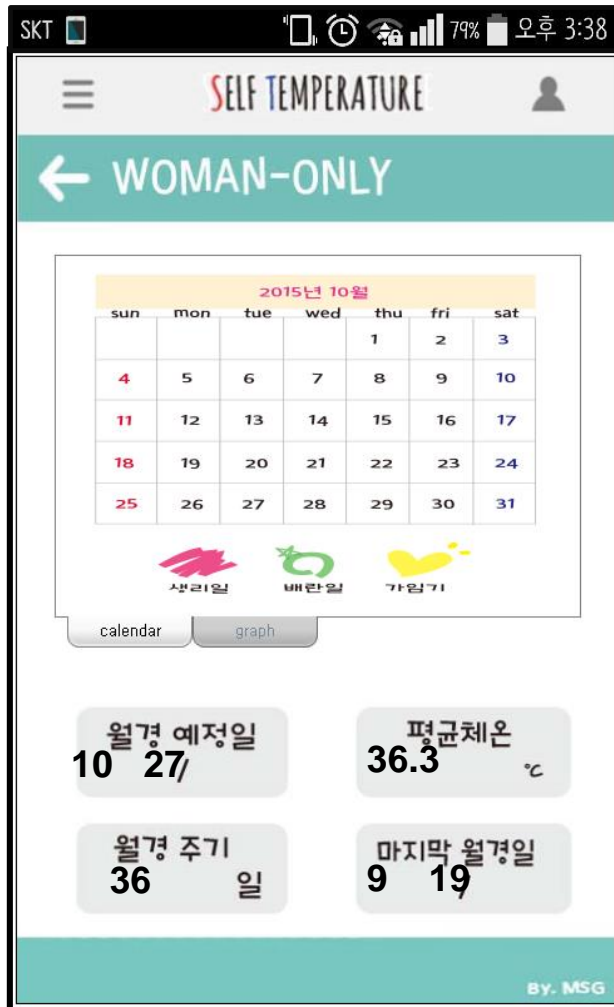 SKT 79% 오후 3:38
SELF TEMPERATURE
WOMAN-ONLY
2015년 10월
sun mon tue wed thu fri sat
1 2 3
4 5 6 7 8 9 10
11 12 13 14 15 16 17
18 19 20 21 22 23 24
25 26 27 28 29 30 31
생리일 배란일 가임기
calendar graph
월경 예정일
10 27/
평균체온
36.3 ℃
월경 주기
36 일
마지막 월경일
9 19/
BY. MSG